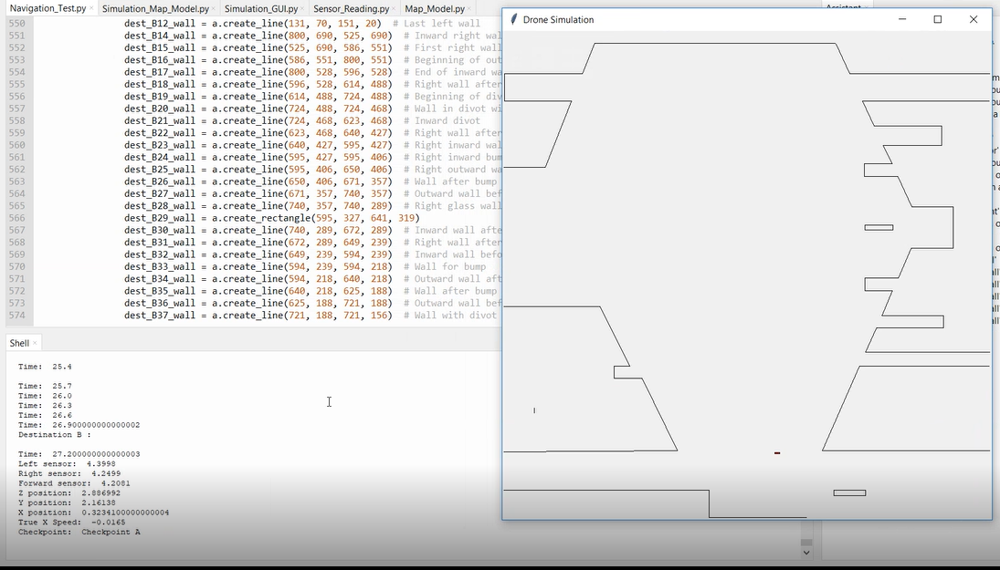 Navigation_Test.py × Simulation_Map_Model.py × Simulation_GUI.py × Sensor_Reading.py × Map_Model.py ×
Assistant ×
Drone Simulation
550 dest_B12_wall = a.create_line(131, 70, 151, 20) # Last left wall
551 dest_B14_wall = a.create_line(800, 690, 525, 690) # Inward right wal
552 dest_B15_wall = a.create_line(525, 690, 586, 551) # First right wall
553 dest_B16_wall = a.create_line(586, 551, 800, 551) # Beginning of out
554 dest_B17_wall = a.create_line(800, 528, 596, 528) # End of inward wa
555 dest_B18_wall = a.create_line(596, 528, 614, 488) # Right wall after
556 dest_B19_wall = a.create_line(614, 488, 724, 488) # Beginning of div
557 dest_B20_wall = a.create_line(724, 488, 724, 468) # Wall in divot wi
558 dest_B21_wall = a.create_line(724, 468, 623, 468) # Inward divot
559 dest_B22_wall = a.create_line(623, 468, 640, 427) # Right wall after
560 dest_B23_wall = a.create_line(640, 427, 595, 427) # Right inward wal
561 dest_B24_wall = a.create_line(595, 427, 595, 406) # Right inward bum
562 dest_B25_wall = a.create_line(595, 406, 650, 406) # Right outward wa
563 dest_B26_wall = a.create_line(650, 406, 671, 357) # Wall after bump
564 dest_B27_wall = a.create_line(671, 357, 740, 357) # Outward wall bef
565 dest_B28_wall = a.create_line(740, 357, 740, 289) # Right glass wall
566 dest_B29_wall = a.create_rectangle(595, 327, 641, 319)
567 dest_B30_wall = a.create_line(740, 289, 672, 289) # Inward wall afte
568 dest_B31_wall = a.create_line(672, 289, 649, 239) # Right wall after
569 dest_B32_wall = a.create_line(649, 239, 594, 239) # Inward wall befo
570 dest_B33_wall = a.create_line(594, 239, 594, 218) # Wall for bump
571 dest_B34_wall = a.create_line(594, 218, 640, 218) # Outward wall aft
572 dest_B35_wall = a.create_line(640, 218, 625, 188) # Wall after bump
573 dest_B36_wall = a.create_line(625, 188, 721, 188) # Outward wall bef
574 dest_B37_wall = a.create_line(721, 188, 721, 156) # Wall with divot
Shell ×
Time: 25.4
Time: 25.7
Time: 26.0
Time: 26.3
Time: 26.6
Time: 26.900000000000002
Destination B :
Time: 27.200000000000003
Left sensor: 4.3998
Right sensor: 4.2499
Forward sensor: 4.2081
Z position: 2.886992
Y position: 2.16138
X position: 0.3234100000000004
True X Speed: -0.0165
Checkpoint: Checkpoint A